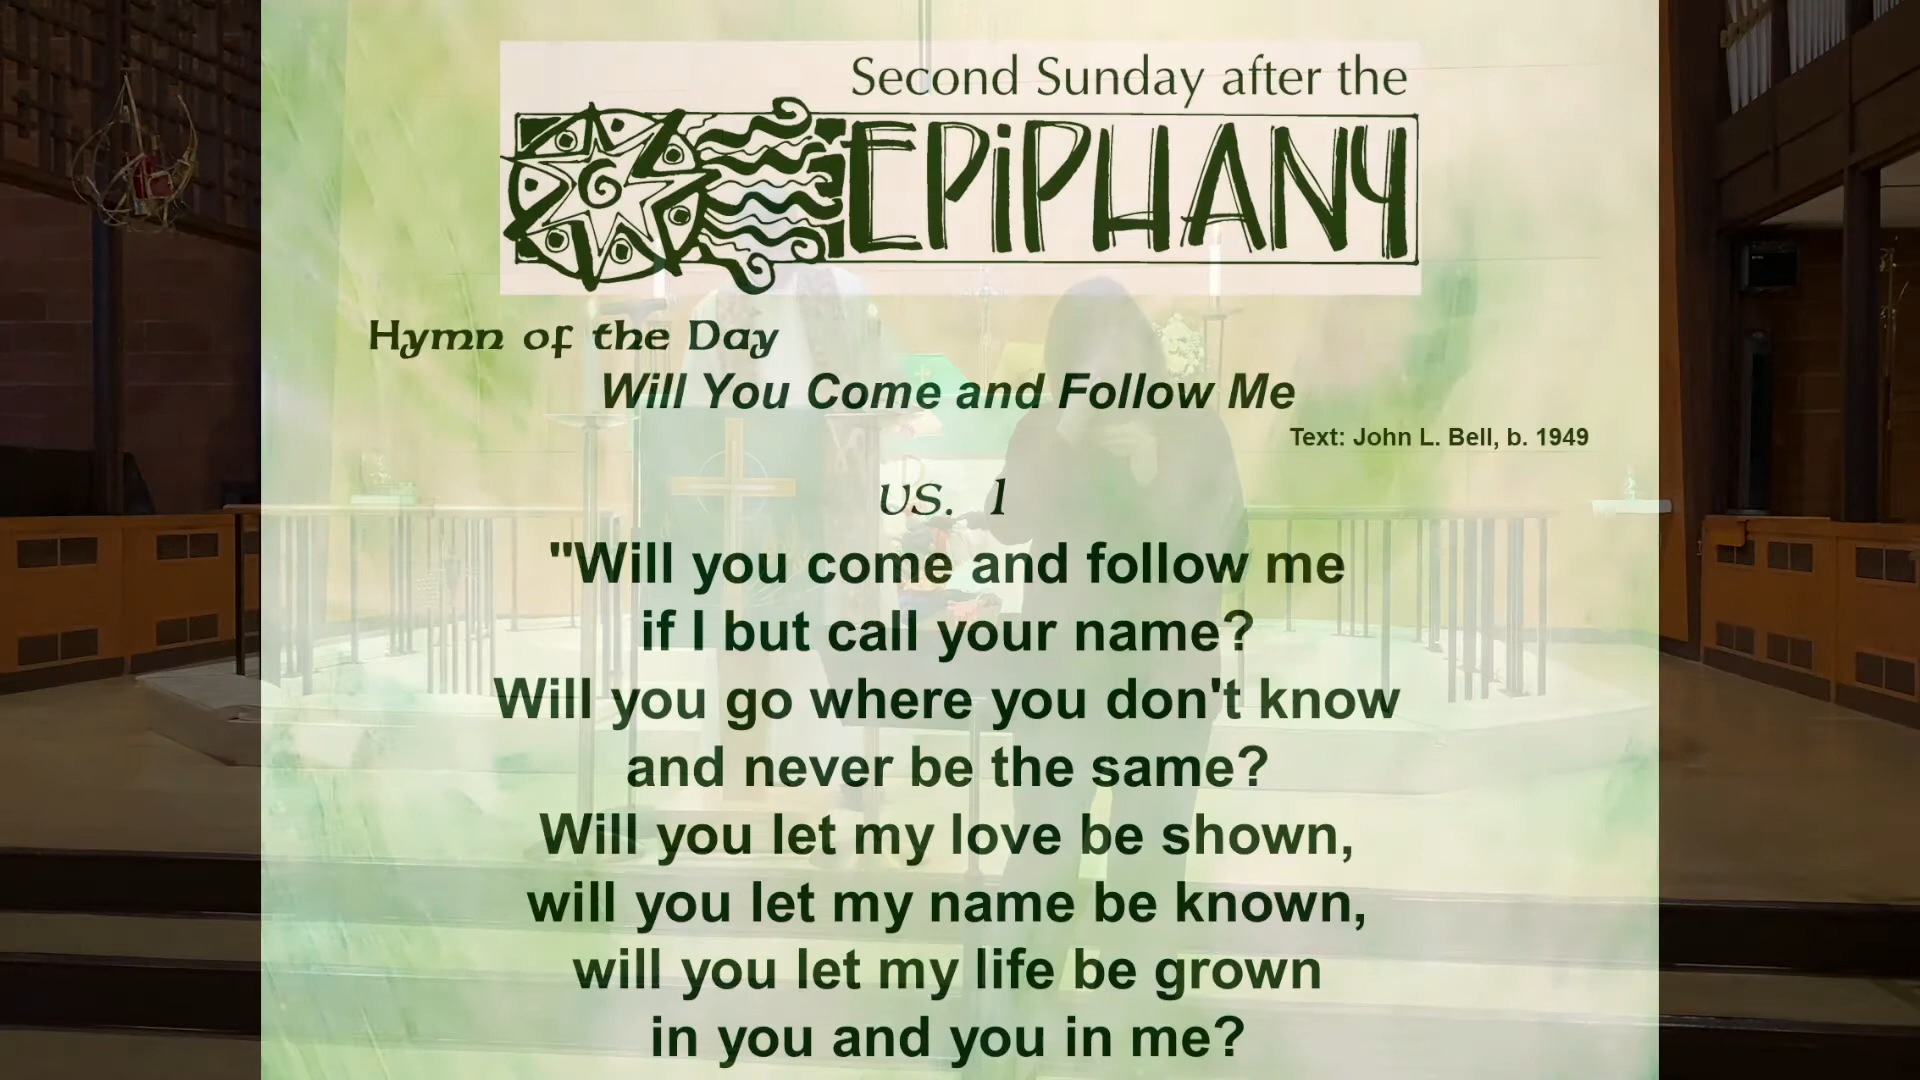 Second Sunday after the
EPiPHANY
Hymn of the Day
Will You Come and Follow Me
Text: John L. Bell, b. 1949
vs. 1
"Will you come and follow me
if I but call your name?
Will you go where you don't know
and never be the same?
Will you let my love be shown,
will you let my name be known,
will you let my life be grown
in you and you in me?